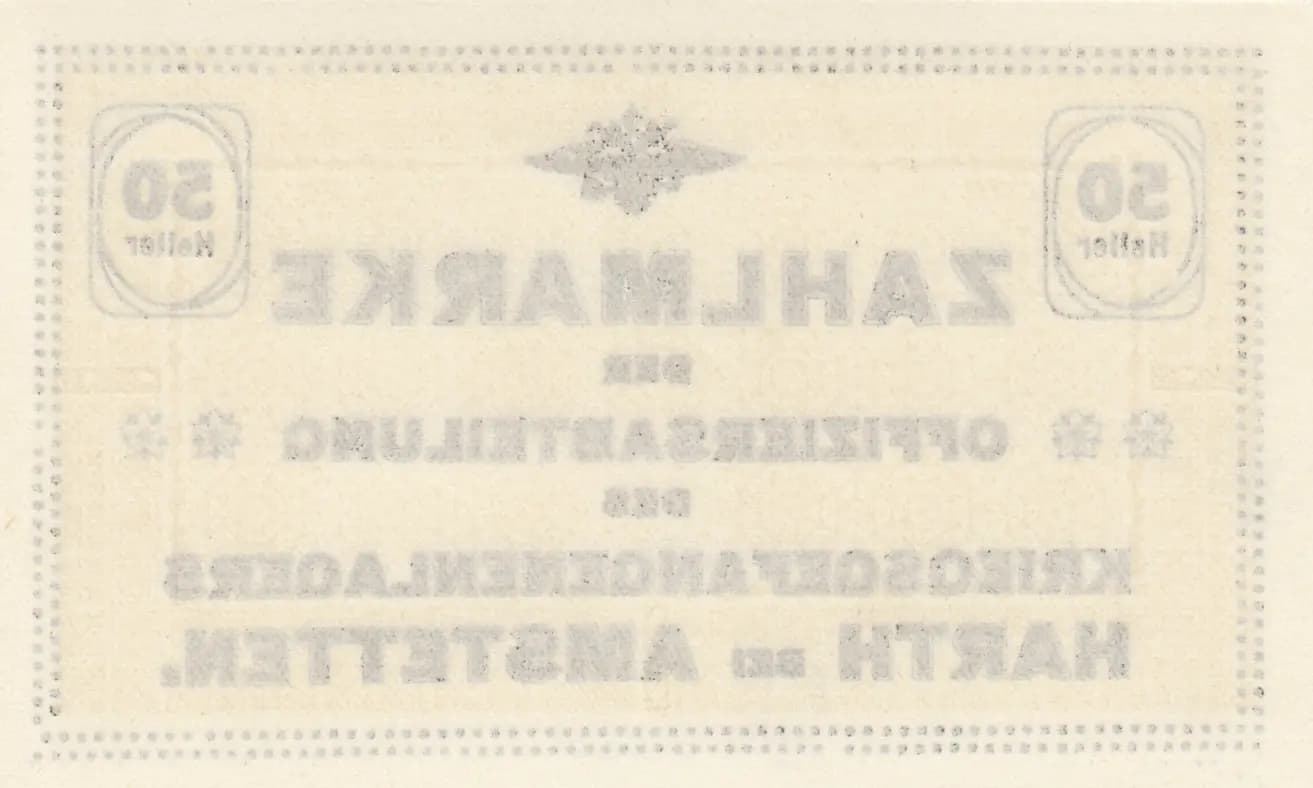 50 Heller
50 Heller
ZAHLMARKE
DER
OFFIZIERSABTEILUNG
DES
KRIEGSGEFANGENENLAGERS
HARTH BEI AMSTETTEN.